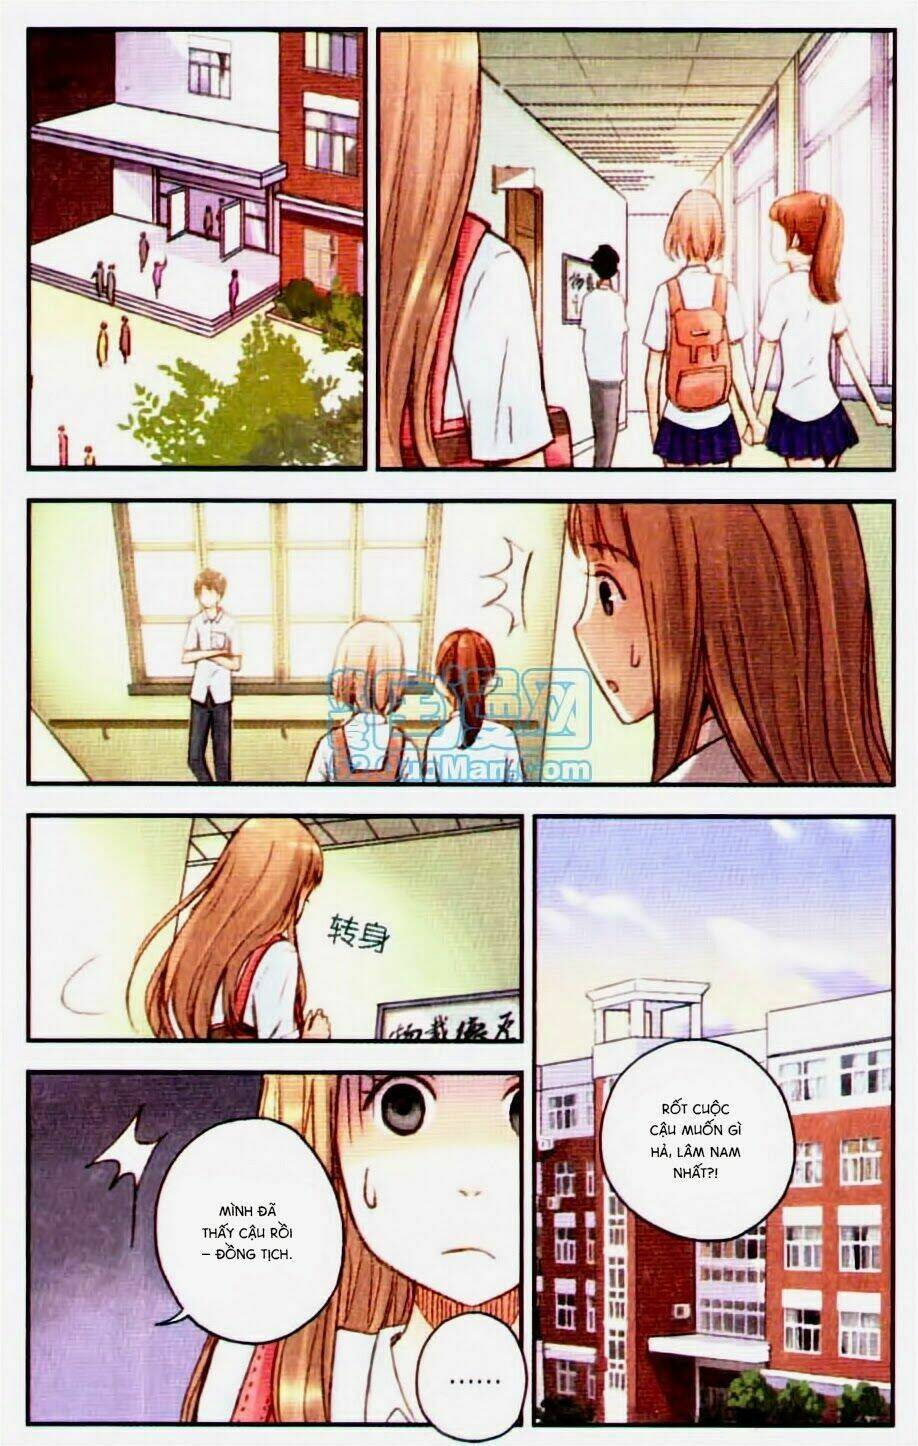 转身
MÌNH ĐÃ
THẤY CẬU RỒI
– ĐỒNG TỊCH.
......
RỐT CUỘC
CẬU MUỐN GÌ
HẢ, LÂM NAM
NHẤT?!